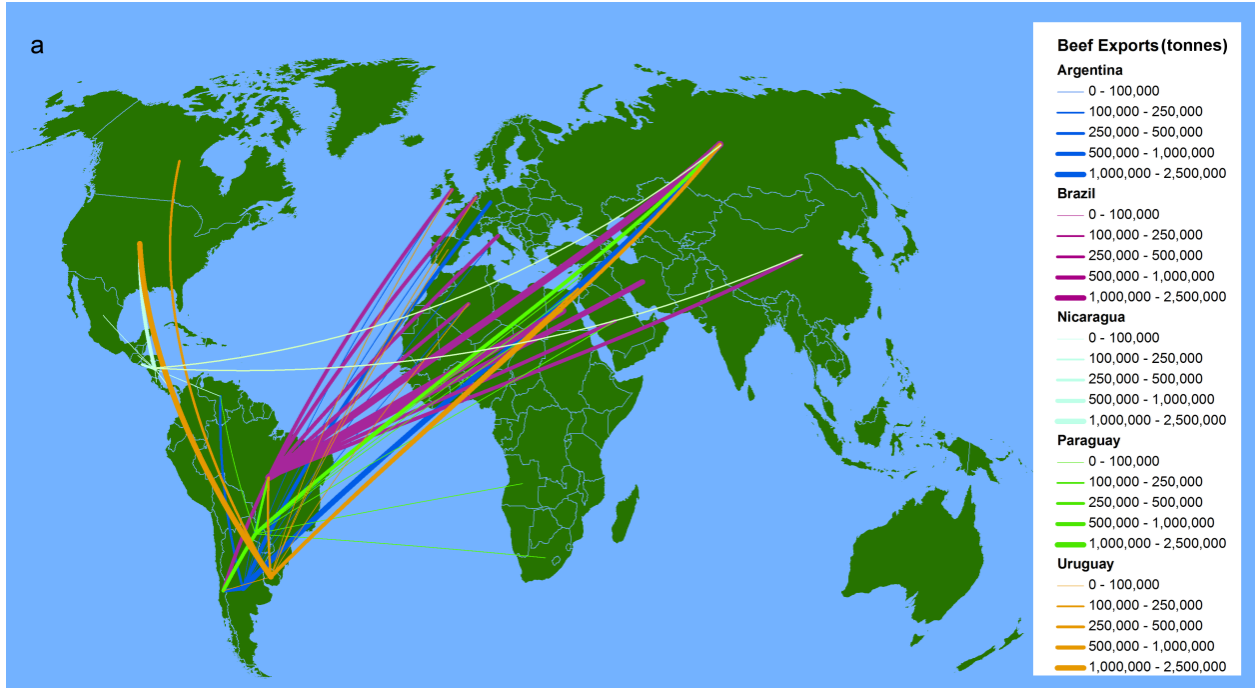 a
Beef Exports (tonnes)
Argentina
0 - 100,000
100,000 - 250,000
250,000 - 500,000
500,000 - 1,000,000
1,000,000 - 2,500,000
Brazil
0 - 100,000
100,000 - 250,000
250,000 - 500,000
500,000 - 1,000,000
1,000,000 - 2,500,000
Nicaragua
0 - 100,000
100,000 - 250,000
250,000 - 500,000
500,000 - 1,000,000
1,000,000 - 2,500,000
Paraguay
0 - 100,000
100,000 - 250,000
250,000 - 500,000
500,000 - 1,000,000
1,000,000 - 2,500,000
Uruguay
0 - 100,000
100,000 - 250,000
250,000 - 500,000
500,000 - 1,000,000
1,000,000 - 2,500,000